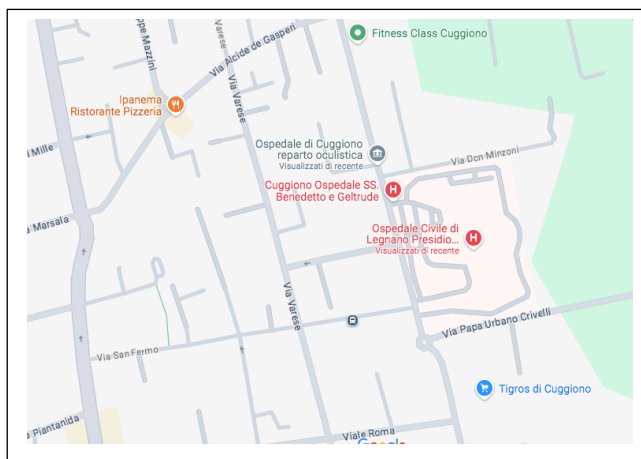 Fitness Class Cuggiono
Via Alcide de Gasperi
Varese
ppe Mazzini
Ipanema
Ristorante Pizzeria
Via Varese
Ospedale di Cuggiono
reparto oculistica
Visualizzati di recente
Via Don Minzoni
Mille
Cuggiono Ospedale SS.
Benedetto e Geltrude
H
Marsala
Ospedale Civile di
Legnano Presidio...
Visualizzati di recente
H
Via Varese
Via Papa Urbano Crivelli
Via San Fermo
Tigros di Cuggiono
Piantanida
Viale Roma
Google